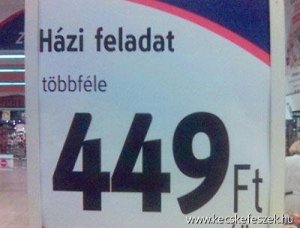 Házi feladat
többféle
449 Ft
www.kecskefeszek.hu